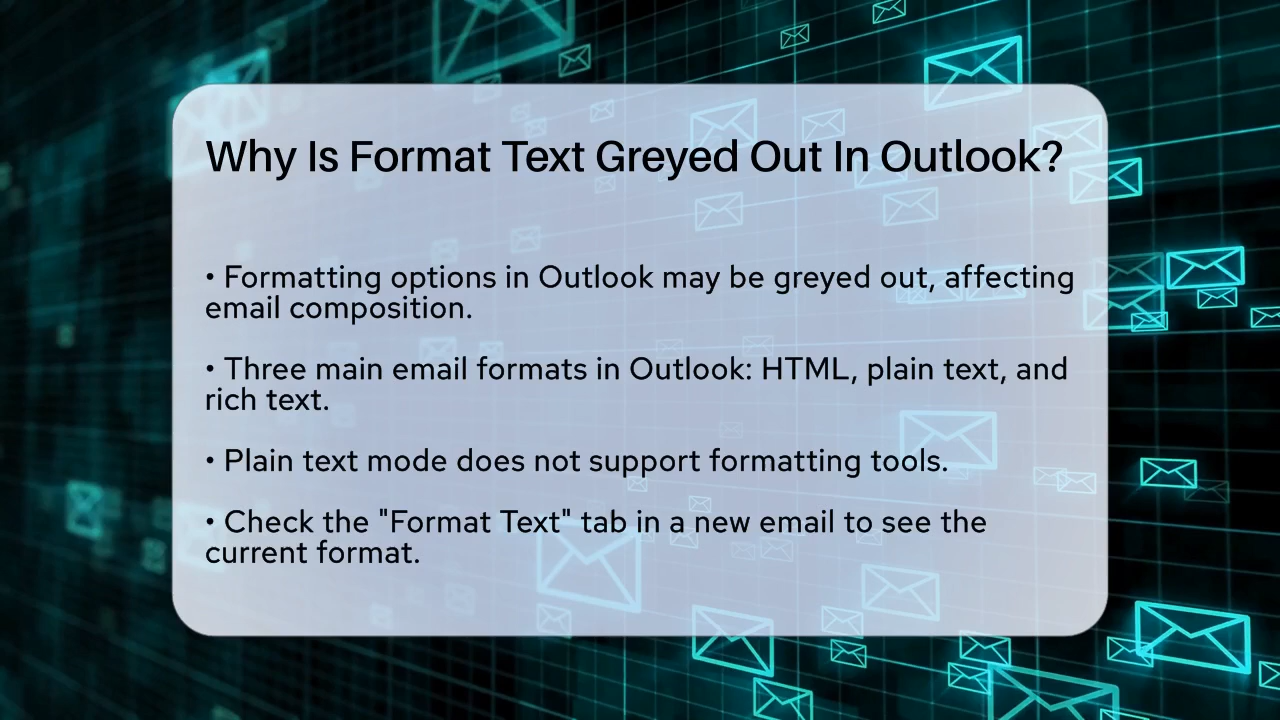 Why Is Format Text Greyed Out In Outlook?
• Formatting options in Outlook may be greyed out, affecting
email composition.
• Three main email formats in Outlook: HTML, plain text, and
rich text.
• Plain text mode does not support formatting tools.
• Check the "Format Text" tab in a new email to see the
current format.